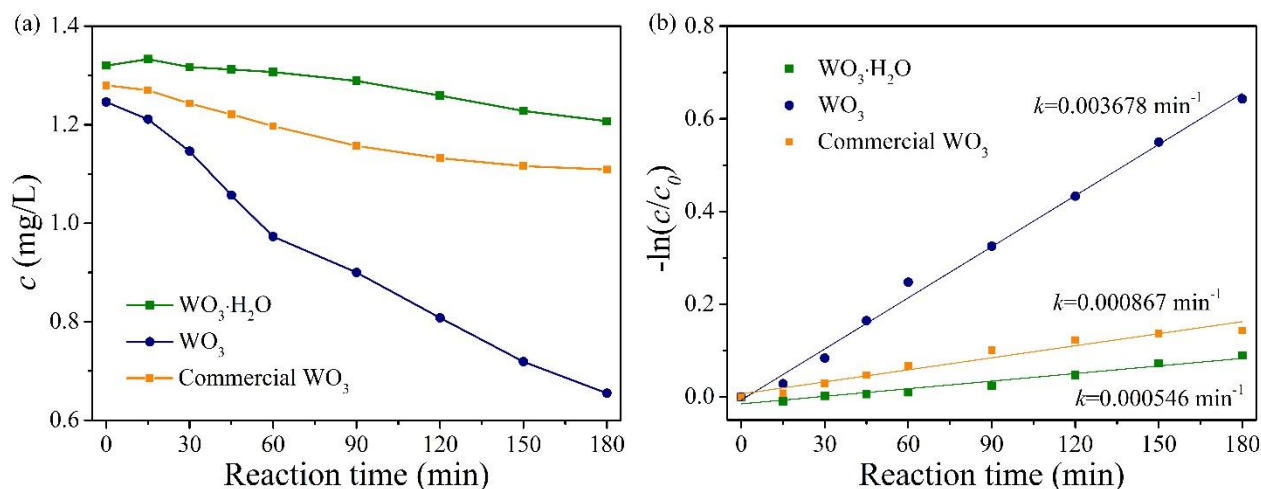 (a)
1.4
1.2
1.0
0.8
0.6
c (mg/L)
WO₃·H₂O
WO₃
Commercial WO₃
0 30 60 90 120 150 180
Reaction time (min)
(b)
0.8
0.6
0.4
0.2
0.0
-ln(c/c₀)
WO₃·H₂O
WO₃
Commercial WO₃
k=0.003678 min⁻¹
k=0.000867 min⁻¹
k=0.000546 min⁻¹
0 30 60 90 120 150 180
Reaction time (min)